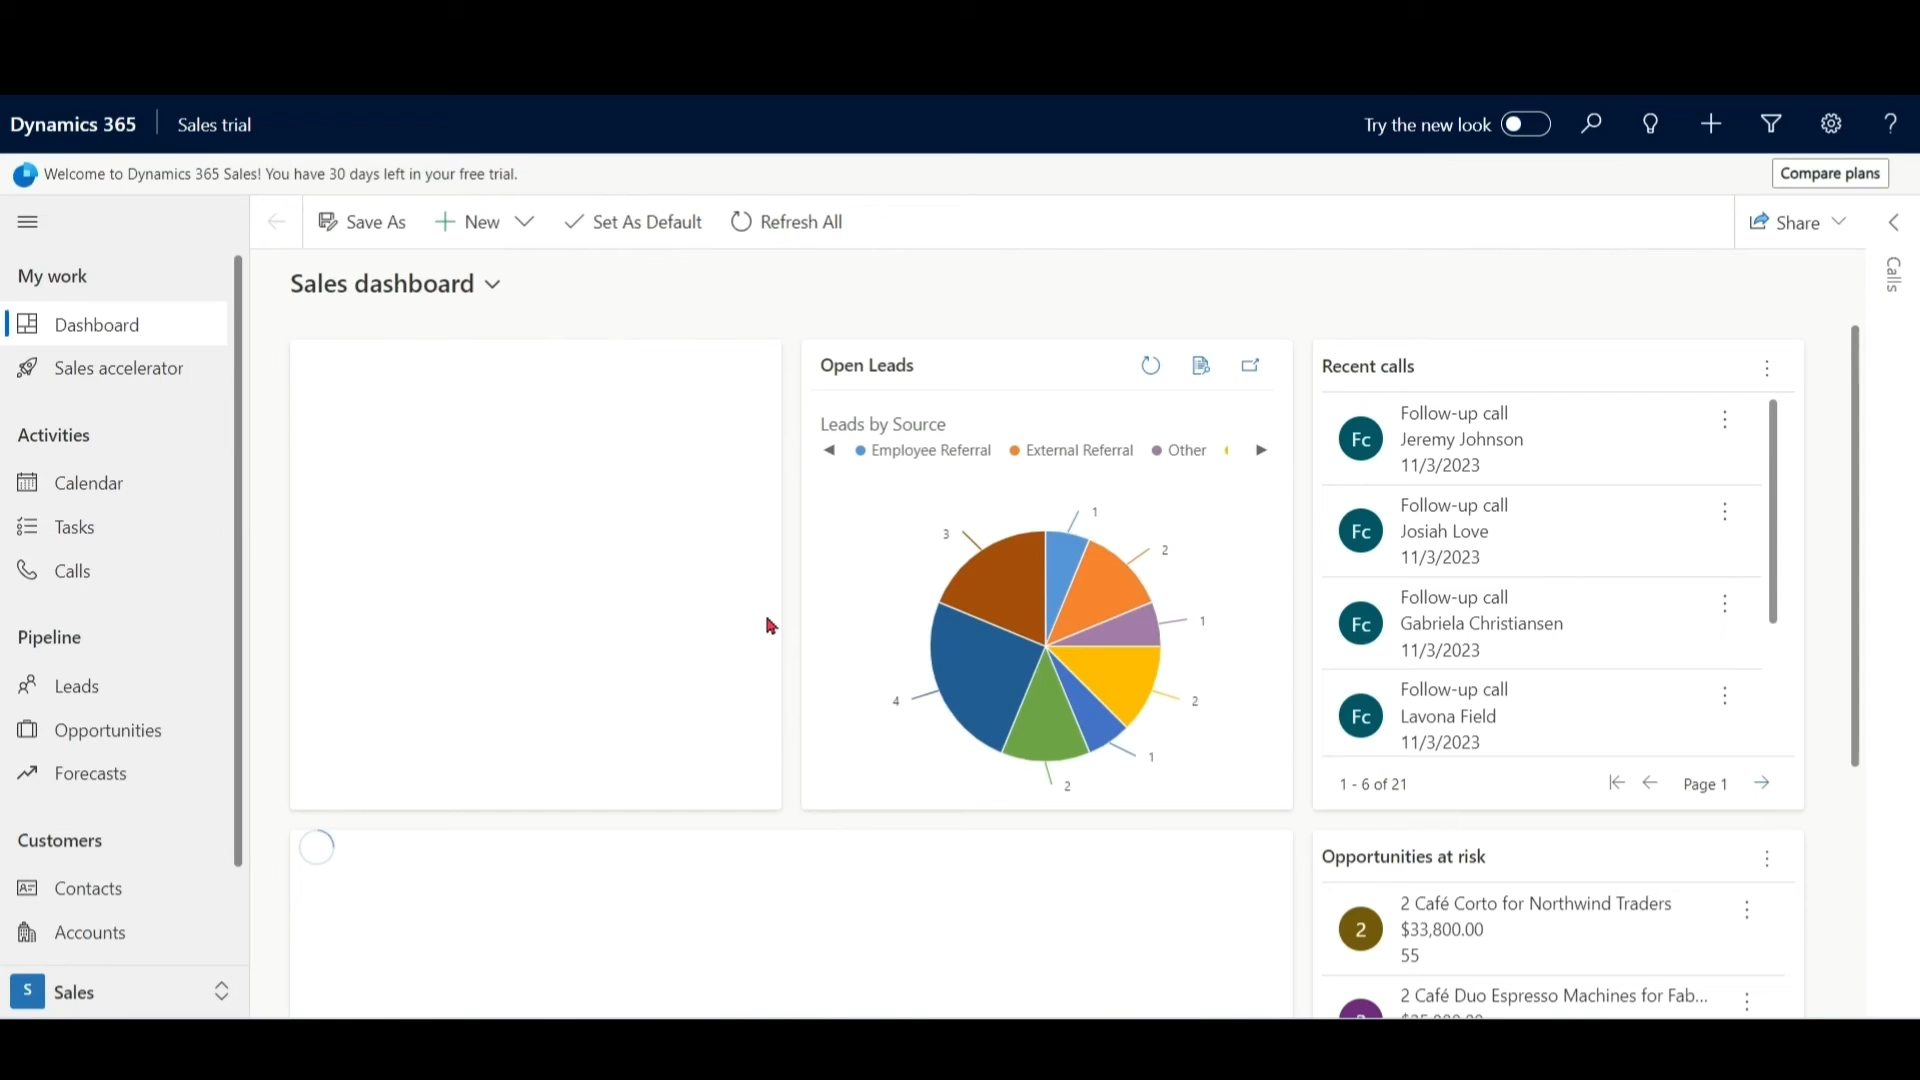 Dynamics 365
Sales trial
Try the new look
Welcome to Dynamics 365 Sales! You have 30 days left in your free trial.
Compare plans
Save As
New
Set As Default
Refresh All
Share
Calls
My work
Dashboard
Sales accelerator
Activities
Calendar
Tasks
Calls
Pipeline
Leads
Opportunities
Forecasts
Customers
Contacts
Accounts
S
Sales
Sales dashboard
Open Leads
Leads by Source
Employee Referral
External Referral
Other
1
2
1
2
1
2
4
3
Recent calls
Fc
Follow-up call
Jeremy Johnson
11/3/2023
Fc
Follow-up call
Josiah Love
11/3/2023
Fc
Follow-up call
Gabriela Christiansen
11/3/2023
Fc
Follow-up call
Lavona Field
11/3/2023
1 - 6 of 21
Page 1
Opportunities at risk
2
2 Café Corto for Northwind Traders
$33,800.00
55
2 Café Duo Espresso Machines for Fab...